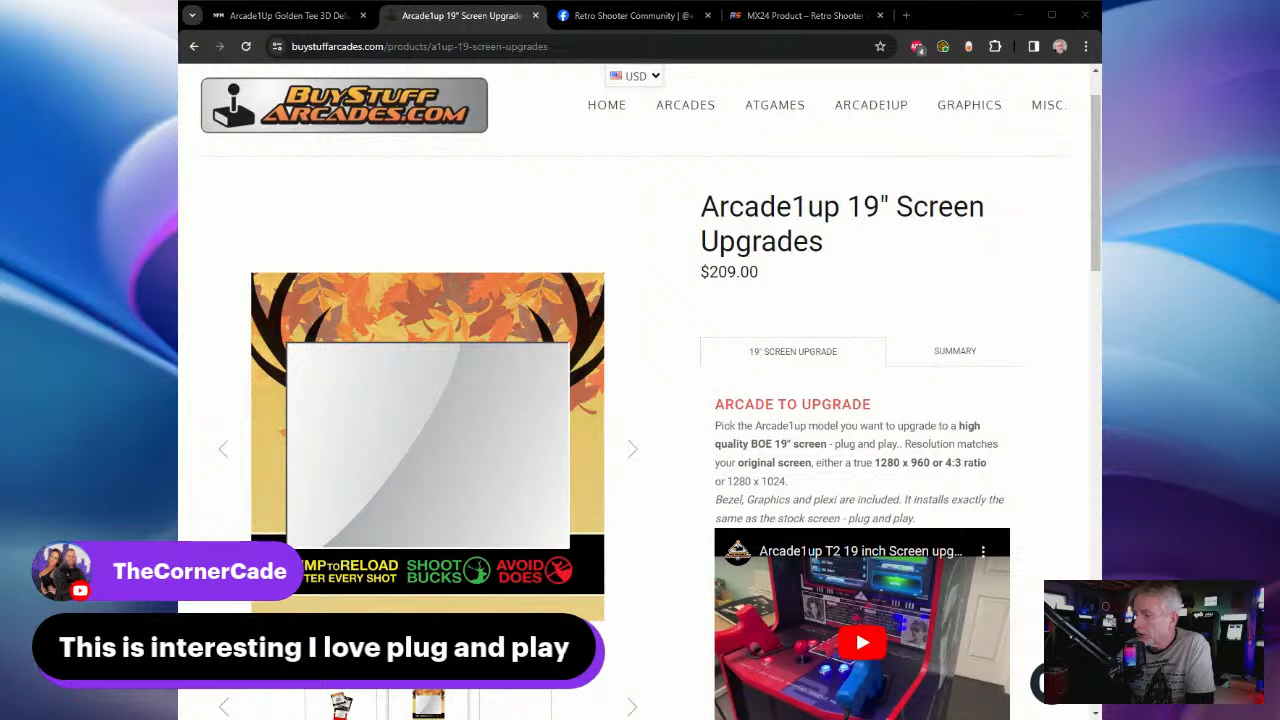 Arcade1Up Golden Tee 3D Delu
Arcade1up 19" Screen Upgrade
Retro Shooter Community | @e
MX24 Product – Retro Shooter
buystuffarcades.com/products/a1up-19-screen-upgrades
4
USD
BUYSTUFF
ARCADES.COM
HOME
ARCADES
ATGAMES
ARCADE1UP
GRAPHICS
MISC.
Arcade1up 19" Screen
Upgrades
$209.00
19" SCREEN UPGRADE
SUMMARY
ARCADE TO UPGRADE
Pick the Arcade1up model you want to upgrade to a high
quality BOE 19" screen - plug and play.. Resolution matches
your original screen, either a true 1280 x 960 or 4:3 ratio
or 1280 x 1024.
Bezel, Graphics and plexi are included. It installs exactly the
same as the stock screen - plug and play.
Arcade1up T2 19 inch Screen upg...
MPTORELOAD
TER EVERY SHOT
SHOOT
BUCKS
AVOID
DOES
TheCornerCade
This is interesting I love plug and play